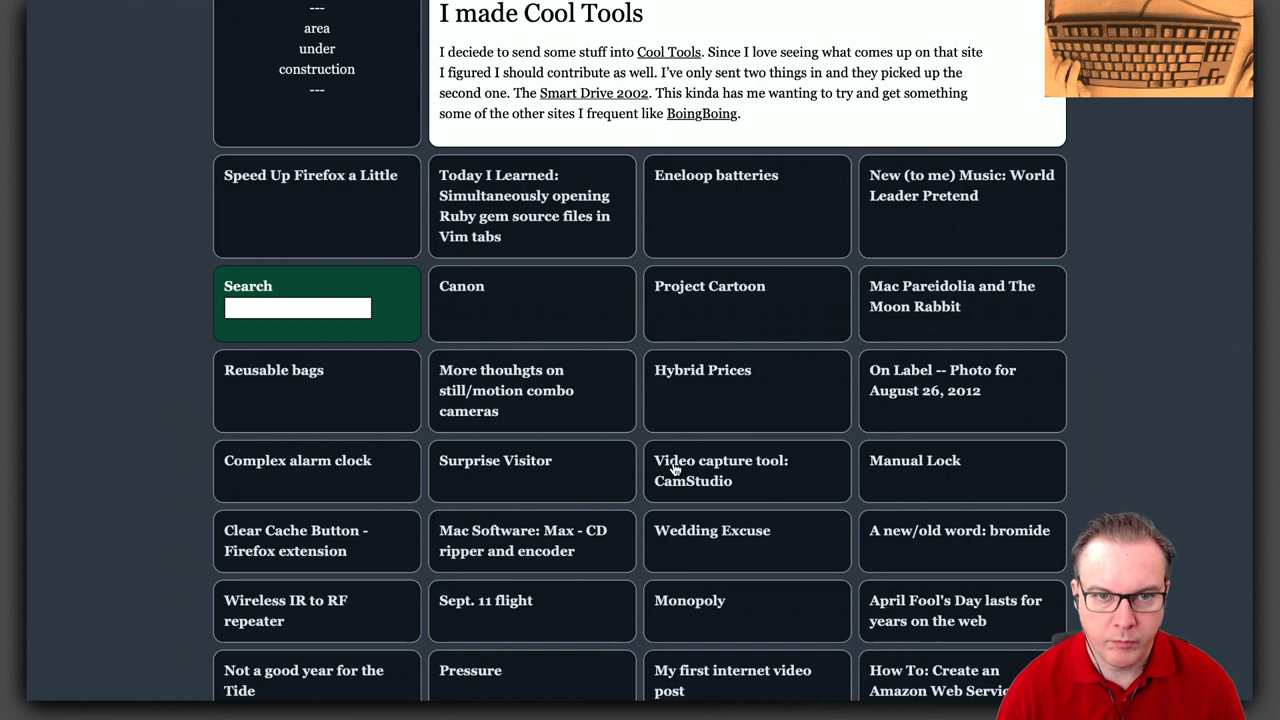 ---
area
under
construction
---
I made Cool Tools
I deciede to send some stuff into Cool Tools. Since I love seeing what comes up on that site
I figured I should contribute as well. I've only sent two things in and they picked up the
second one. The Smart Drive 2002. This kinda has me wanting to try and get something
some of the other sites I frequent like BoingBoing.
Speed Up Firefox a Little
Today I Learned:
Simultaneously opening
Ruby gem source files in
Vim tabs
Eneloop batteries
New (to me) Music: World
Leader Pretend
Search
Canon
Project Cartoon
Mac Pareidolia and The
Moon Rabbit
Reusable bags
More thouhgts on
still/motion combo
cameras
Hybrid Prices
On Label -- Photo for
August 26, 2012
Complex alarm clock
Surprise Visitor
Video capture tool:
CamStudio
Manual Lock
Clear Cache Button -
Firefox extension
Mac Software: Max - CD
ripper and encoder
Wedding Excuse
A new/old word: bromide
Wireless IR to RF
repeater
Sept. 11 flight
Monopoly
April Fool's Day lasts for
years on the web
Not a good year for the
Tide
Pressure
My first internet video
post
How To: Create an
Amazon Web